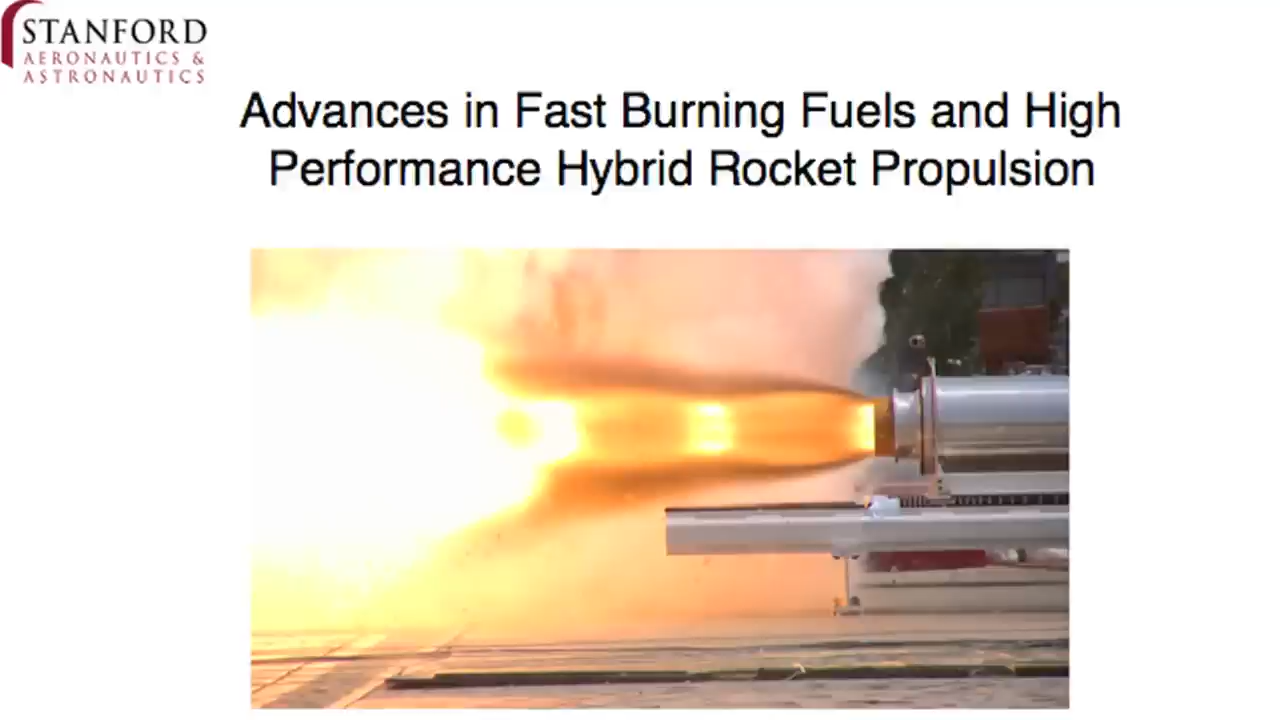 STANFORD
AERONAUTICS &
ASTRONAUTICS
Advances in Fast Burning Fuels and High
Performance Hybrid Rocket Propulsion